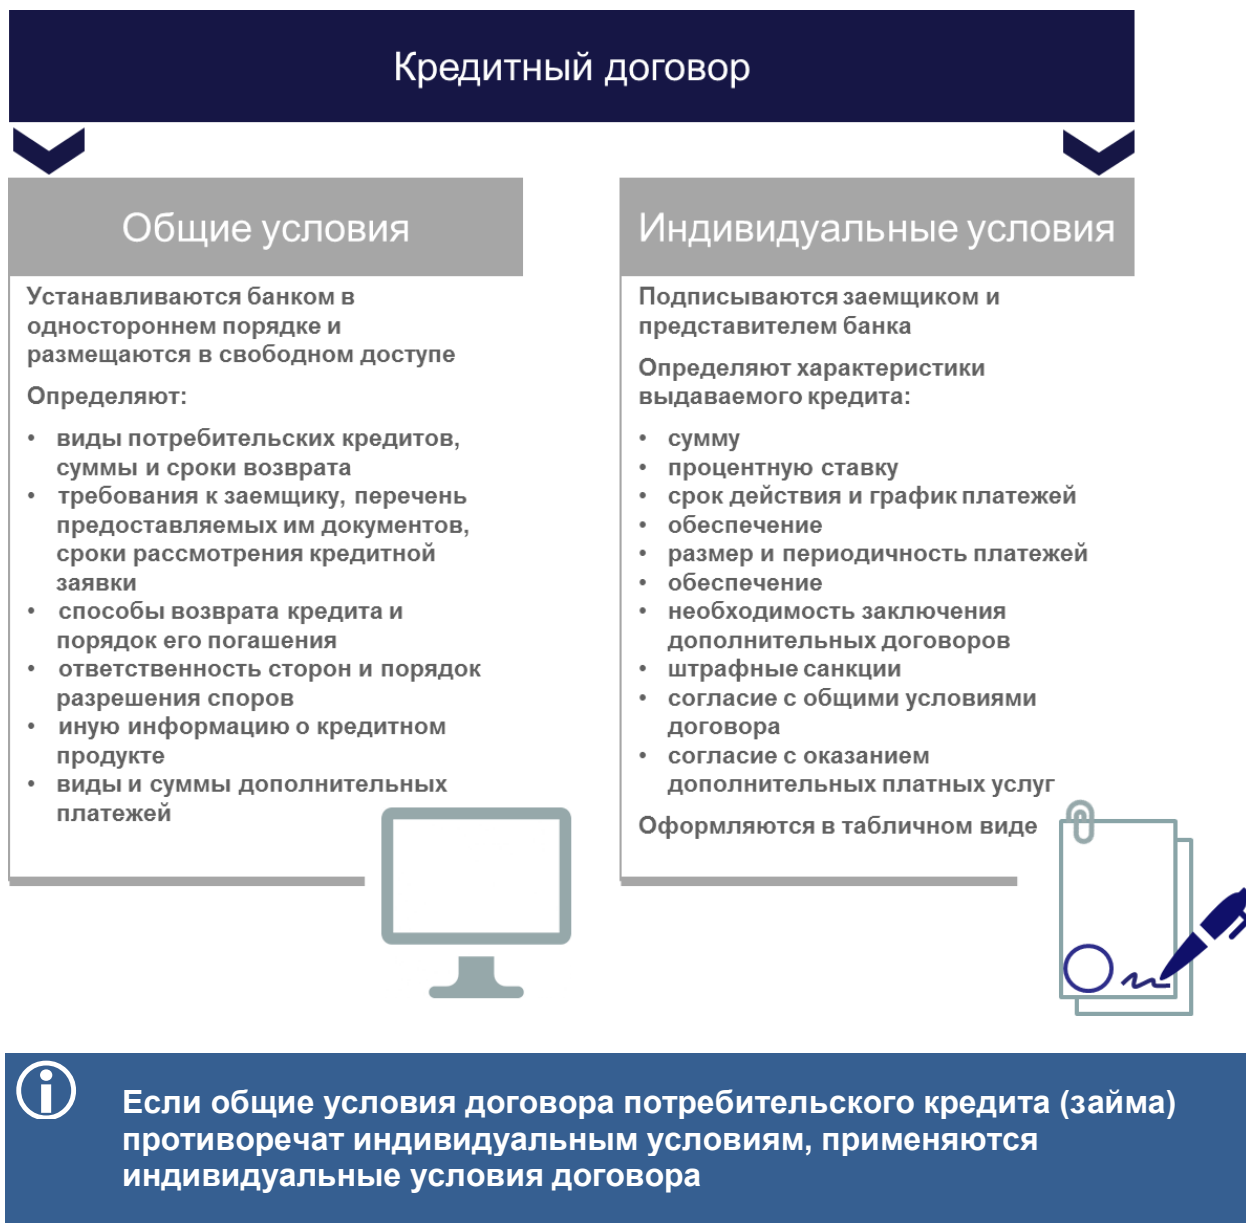 Кредитный договор
Общие условия
Устанавливаются банком в
одностороннем порядке и
размещаются в свободном доступе
Определяют:
• виды потребительских кредитов,
суммы и сроки возврата
• требования к заемщику, перечень
предоставляемых им документов,
сроки рассмотрения кредитной
заявки
• способы возврата кредита и
порядок его погашения
• ответственность сторон и порядок
разрешения споров
• иную информацию о кредитном
продукте
• виды и суммы дополнительных
платежей
Индивидуальные условия
Подписываются заемщиком и
представителем банка
Определяют характеристики
выдаваемого кредита:
• сумму
• процентную ставку
• срок действия и график платежей
• обеспечение
• размер и периодичность платежей
• обеспечение
• необходимость заключения
дополнительных договоров
• штрафные санкции
• согласие с общими условиями
договора
• согласие с оказанием
дополнительных платных услуг
Оформляются в табличном виде
Если общие условия договора потребительского кредита (займа)
противоречат индивидуальным условиям, применяются
индивидуальные условия договора